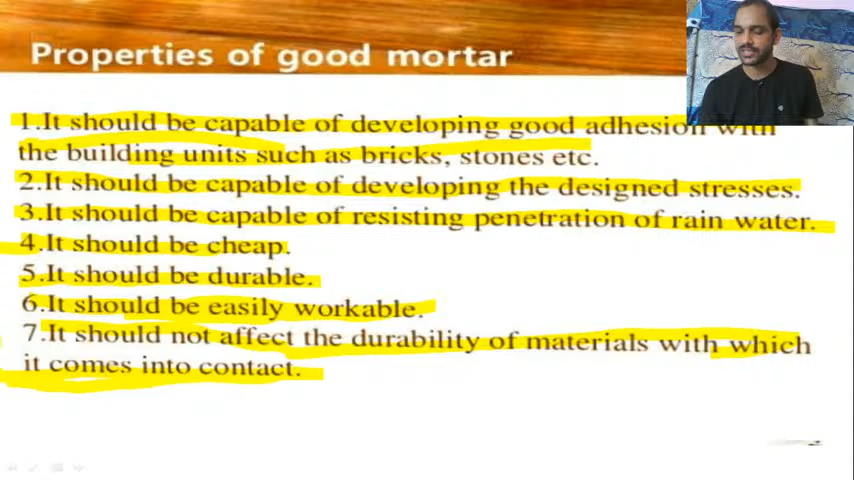 Properties of good mortar
1.It should be capable of developing good adhesion with
the building units such as bricks, stones etc.
2.It should be capable of developing the designed stresses.
3.It should be capable of resisting penetration of rain water.
4.It should be cheap.
5.It should be durable.
6.It should be easily workable.
7.It should not affect the durability of materials with which
it comes into contact.